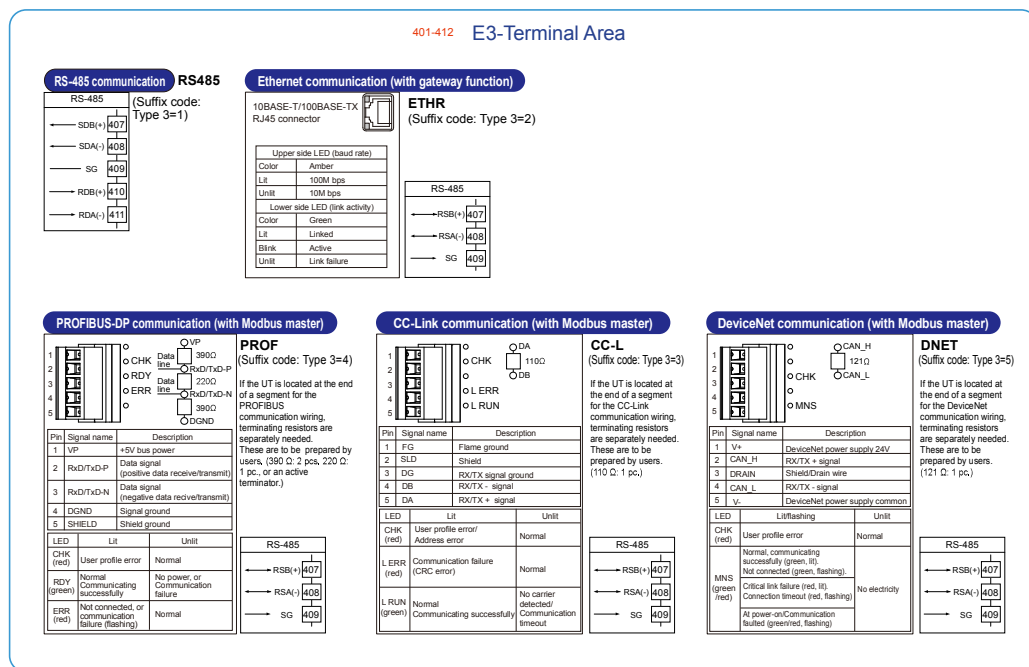 401-412 E3-Terminal Area
RS-485 communication RS485
RS-485
(Suffix code:
Type 3=1)
SDB(+) 407
SDA(-) 408
SG 409
RDB(+) 410
RDA(-) 411
Ethernet communication (with gateway function)
10BASE-T/100BASE-TX
RJ45 connector
ETHR
(Suffix code: Type 3=2)
Upper side LED (baud rate)
Color Amber
Lit 100M bps
Unlit 10M bps
Lower side LED (link activity)
Color Green
Lit Linked
Blink Active
Unlit Link failure
RS-485
RSB(+) 407
RSA(-) 408
SG 409
PROFIBUS-DP communication (with Modbus master)
1
2
3
4
5
CHK
RDY
ERR
VP
390Ω
Data
line
RxD/TxD-P
220Ω
Data
line
RxD/TxD-N
390Ω
DGND
PROF
(Suffix code: Type 3=4)
If the UT is located at the end
of a segment for the
PROFIBUS
communication wiring,
terminating resistors
are separately needed.
These are to be prepared by
users, (390 Ω: 2 pcs, 220 Ω:
1 pc., or an active
terminator.)
Pin Signal name Description
1 VP +5V bus power
2 RxD/TxD-P Data signal
(positive data receive/transmit)
3 RxD/TxD-N Data signal
(negative data recive/transmit)
4 DGND Signal ground
5 SHIELD Shield ground
LED Lit Unlit
CHK
(red) User profile error Normal
RDY
(green) Normal
Communicating
successfully No power, or
Communication
failure
ERR
(red) Not connected, or
communication
failure (flashing) Normal
RS-485
RSB(+) 407
RSA(-) 408
SG 409
CC-Link communication (with Modbus master)
1
2
3
4
5
CHK
L ERR
L RUN
DA
110Ω
DB
CC-L
(Suffix code: Type 3=3)
If the UT is located at
the end of a segment
for the CC-Link
communication wiring,
terminating resistors
are separately needed.
These are to be
prepared by users.
(110 Ω: 1 pc.)
Pin Signal name Description
1 FG Flame ground
2 SLD Shield
3 DG RX/TX signal ground
4 DB RX/TX - signal
5 DA RX/TX + signal
LED Lit Unlit
CHK
(red) User profile error/
Address error Normal
L ERR
(red) Communication failure
(CRC error) Normal
L RUN
(green) Normal
Communicating successfully No carrier
detected/
Communication
timeout
RS-485
RSB(+) 407
RSA(-) 408
SG 409
DeviceNet communication (with Modbus master)
1
2
3
4
5
CHK
MNS
CAN_H
121Ω
CAN_L
DNET
(Suffix code: Type 3=5)
If the UT is located at
the end of a segment
for the DeviceNet
communication wiring,
terminating resistors
are separately needed.
These are to be
prepared by users.
(121 Ω: 1 pc.)
Pin Signal name Description
1 V+ DeviceNet power supply 24V
2 CAN_H RX/TX + signal
3 DRAIN Shield/Drain wire
4 CAN_L RX/TX - signal
5 V- DeviceNet power supply common
LED Lit/flashing Unlit
CHK
(red) User profile error Normal
MNS
(green
/red) Normal, communicating
successfully (green, lit).
Not connected (green, flashing).
Critical link failure (red, lit).
Connection timeout (red, flashing)
At power-on/Communication
faulted (green/red, flashing)
No electricity
RS-485
RSB(+) 407
RSA(-) 408
SG 409